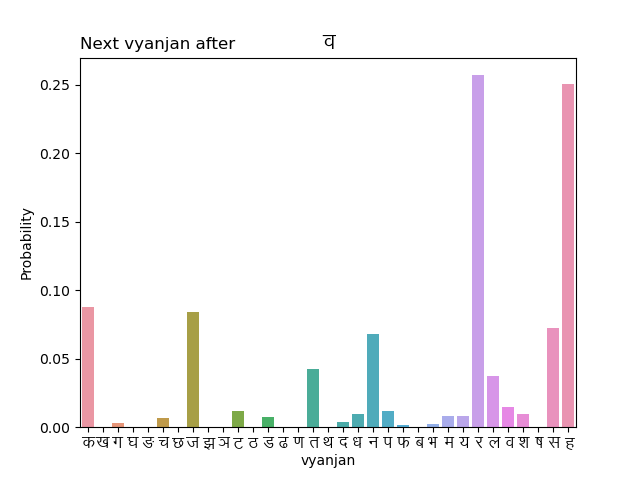 Next vyanjan after व
0.25
0.20
0.15
0.10
0.05
0.00
Probability
क ख ग घ ङ च छ ज झ ञ ट ठ ड ढ ण त थ द ध न प फ ब भ म य र ल व श ष स ह
vyanjan